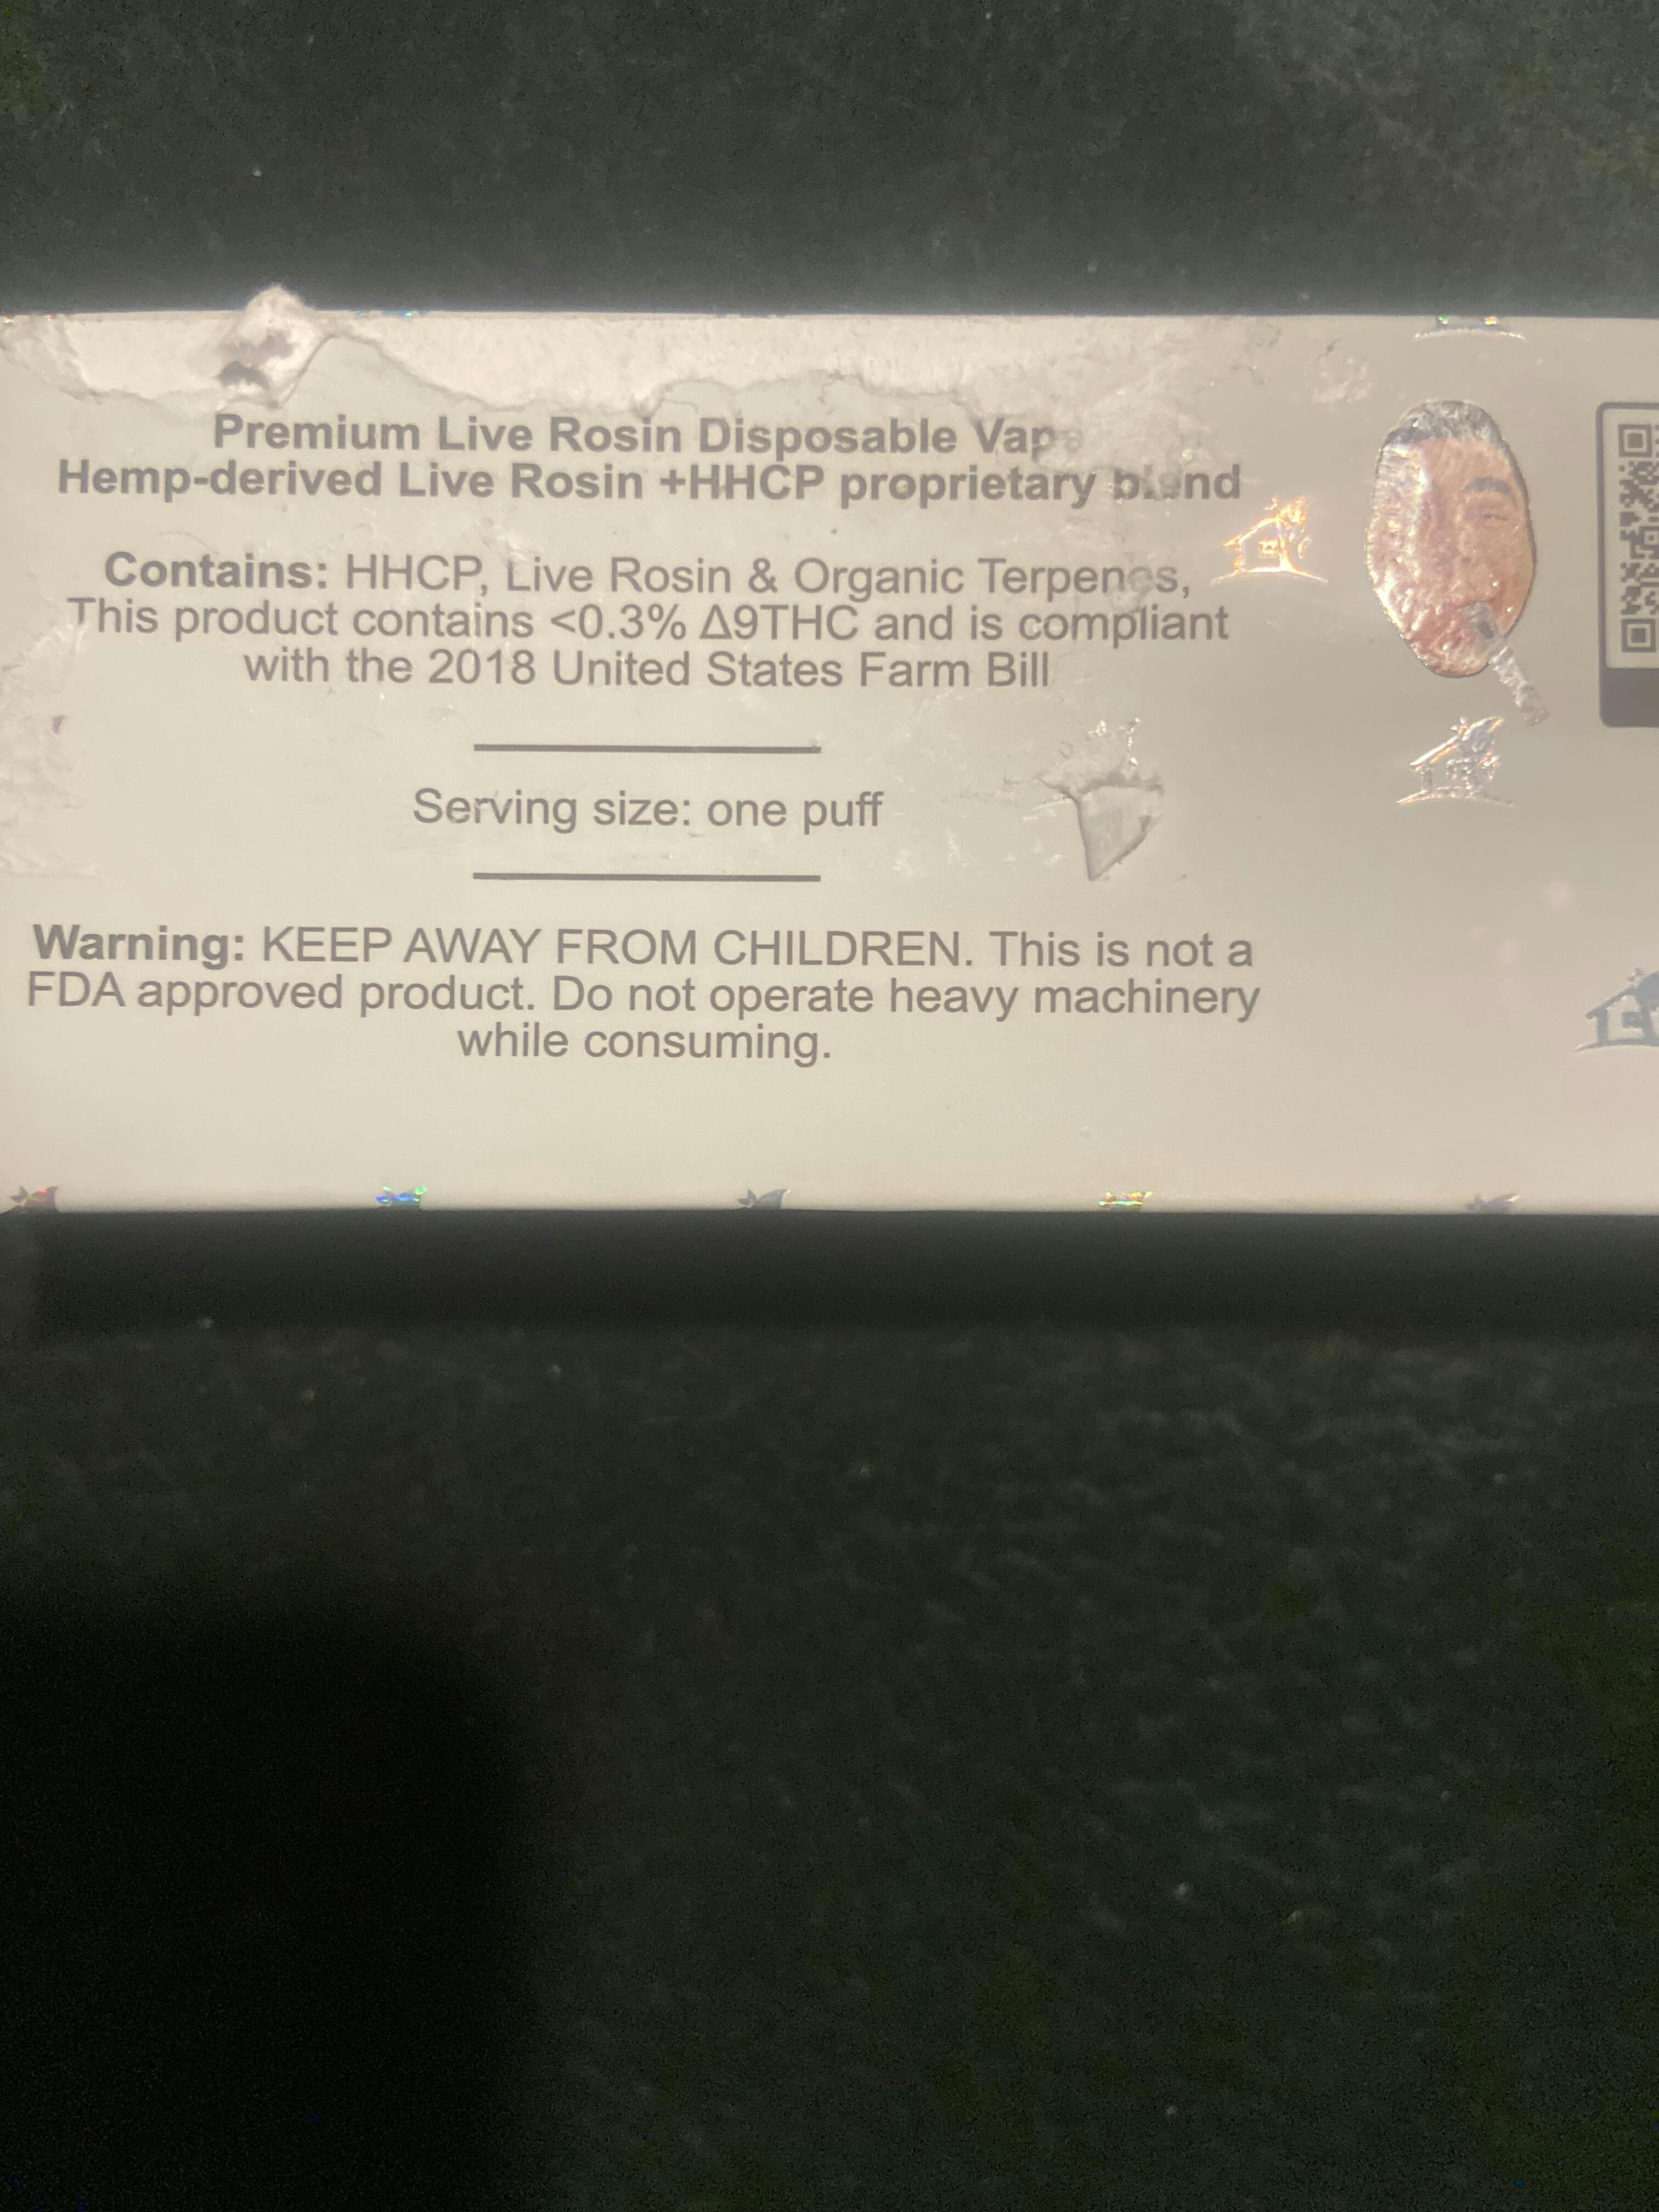 Premium Live Rosin Disposable Vape
Hemp-derived Live Rosin +HHCP proprietary blend
Contains: HHCP, Live Rosin & Organic Terpenes,
This product contains <0.3% Δ9THC and is compliant
with the 2018 United States Farm Bill
Serving size: one puff
Warning: KEEP AWAY FROM CHILDREN. This is not a
FDA approved product. Do not operate heavy machinery
while consuming.